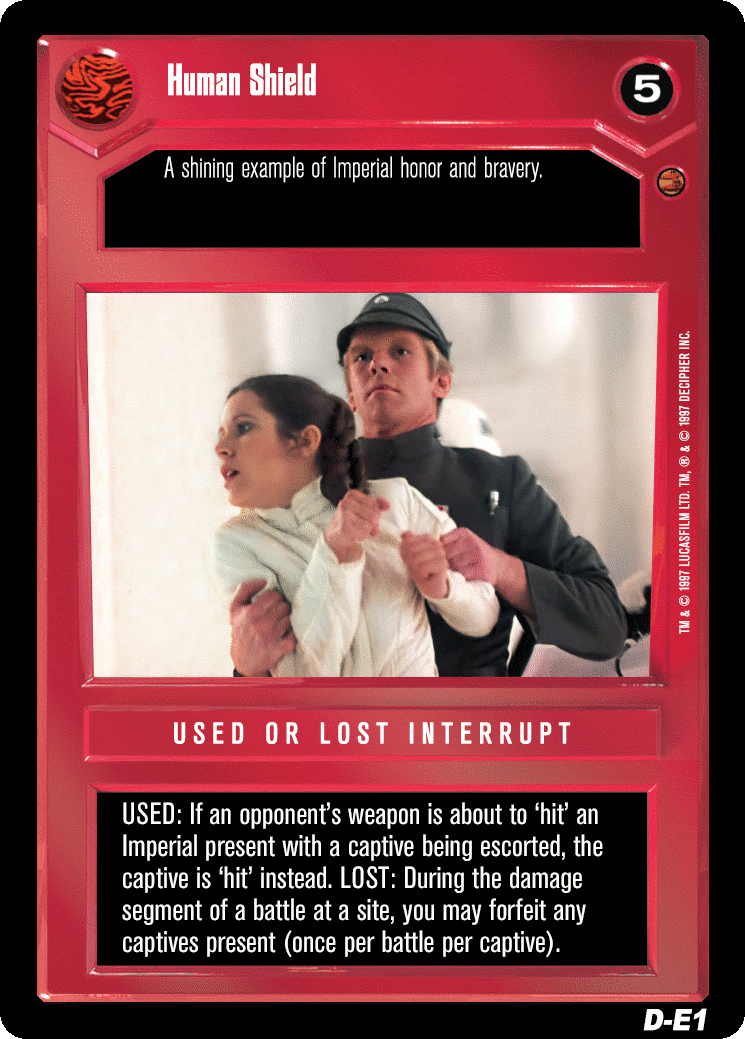 Human Shield
5
A shining example of Imperial honor and bravery.
TM & © 1997 LUCASFILM LTD. TM, ® & © 1997 DECIPHER INC.
USED OR LOST INTERRUPT
USED: If an opponent’s weapon is about to ‘hit’ an
Imperial present with a captive being escorted, the
captive is ‘hit’ instead. LOST: During the damage
segment of a battle at a site, you may forfeit any
captives present (once per battle per captive).
D-E1